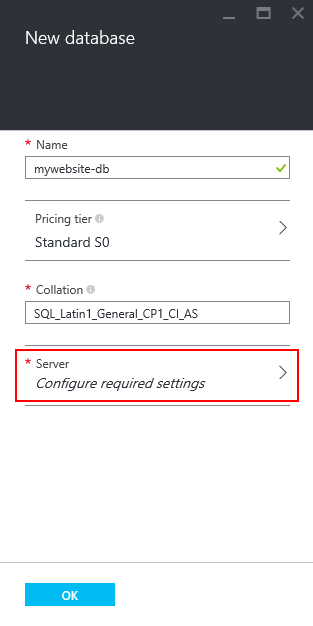 New database
* Name
mywebsite-db
Pricing tier
Standard S0
* Collation
SQL_Latin1_General_CP1_CI_AS
* Server
Configure required settings
OK